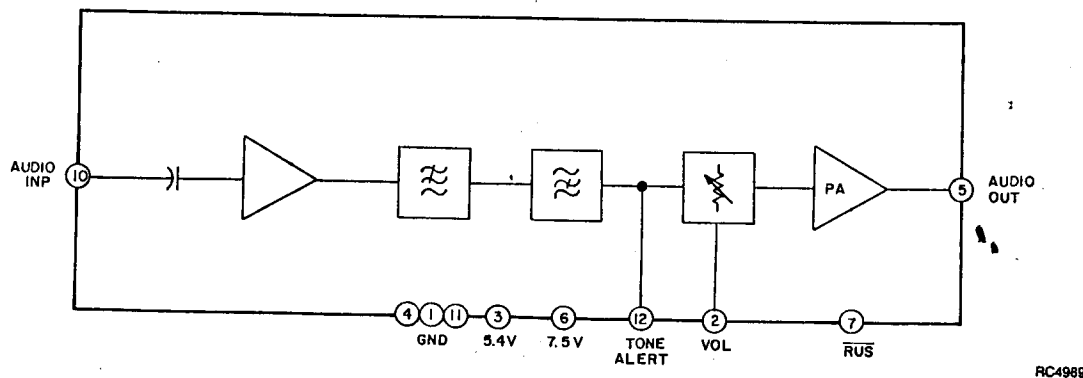 AUDIO
INP
10
PA
5
AUDIO
OUT
4
1
11
3
6
12
2
7
GND
5.4V
7.5V
TONE
ALERT
VOL
RUS
RC4989